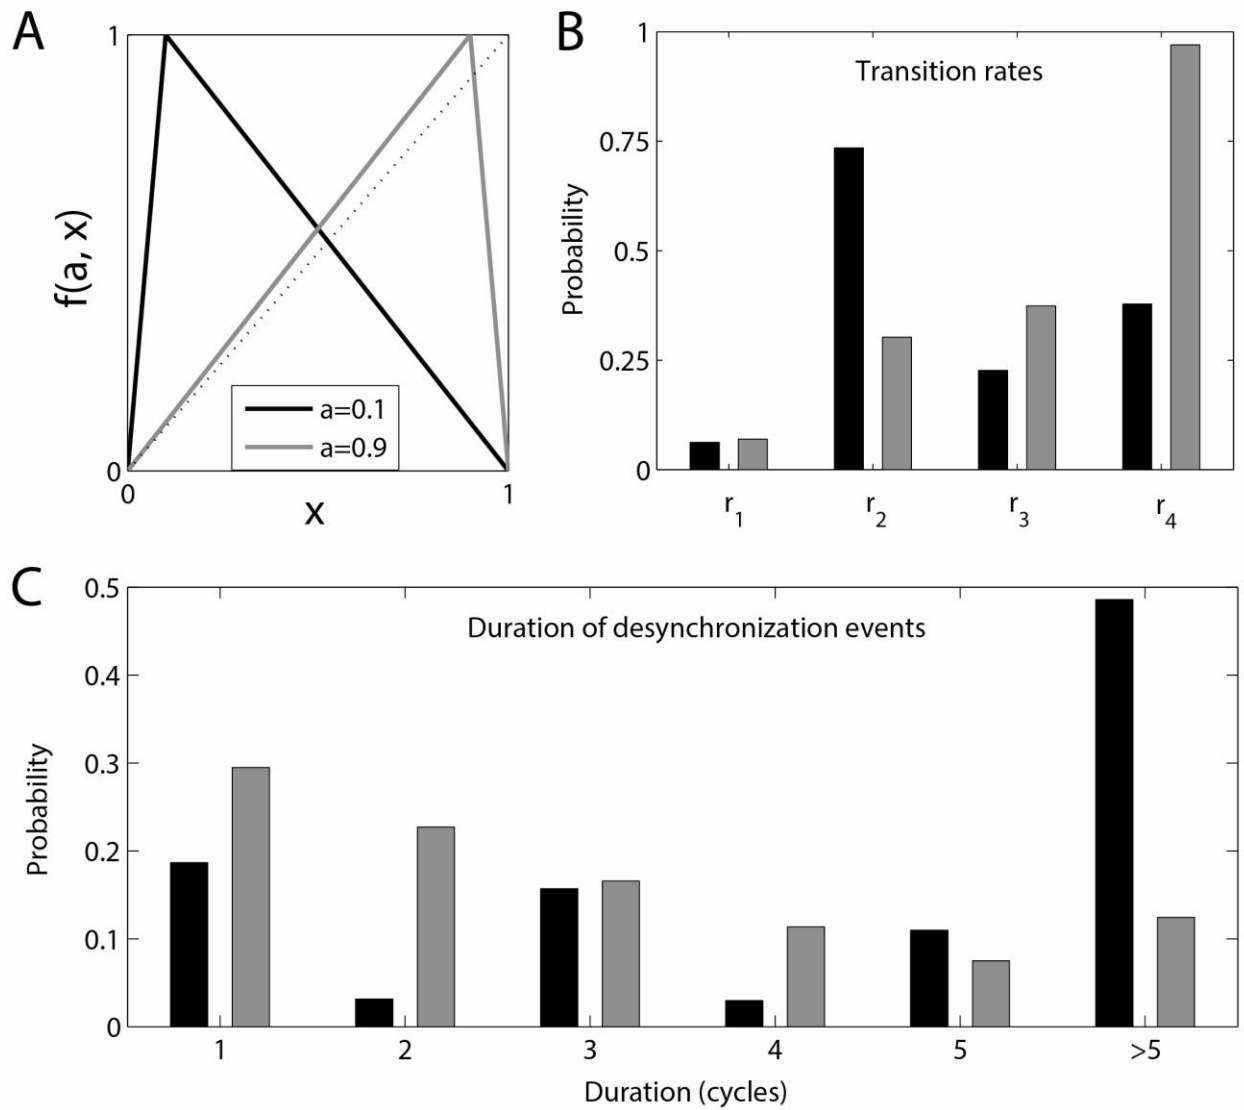 A
1
f(a, x)
a=0.1
a=0.9
0
0
1
x
B
Transition rates
1
0.75
0.5
0.25
0
Probability
r1
r2
r3
r4
C
Duration of desynchronization events
0.5
0.4
0.3
0.2
0.1
0
Probability
1
2
3
4
5
>5
Duration (cycles)